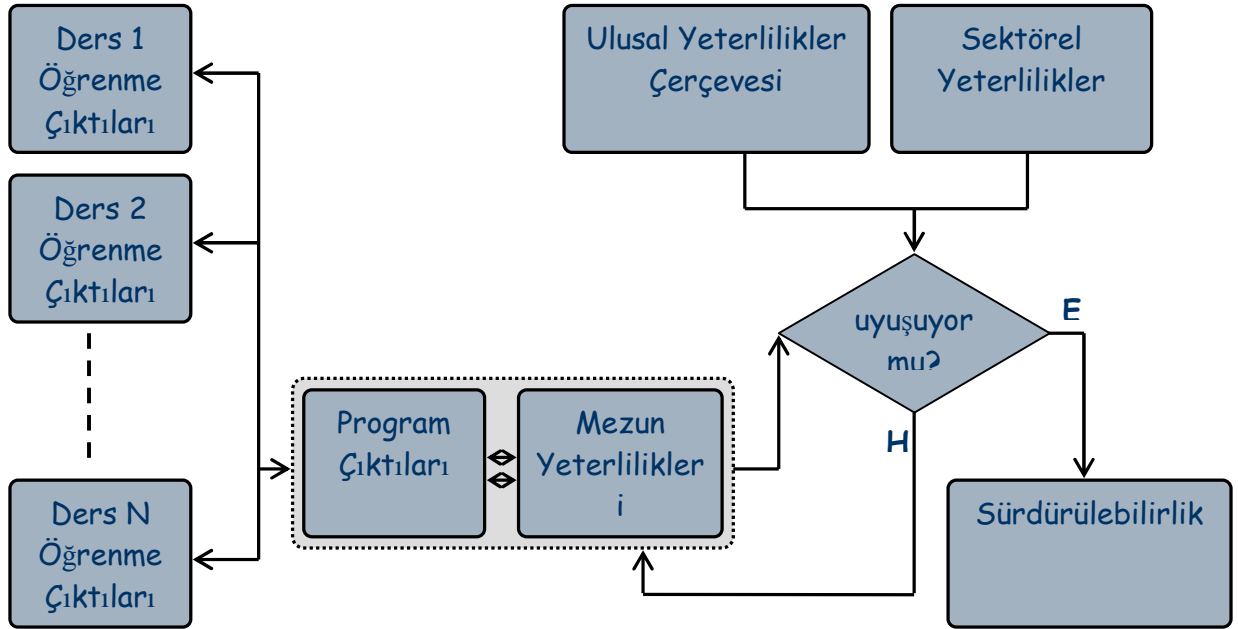 Ders 1
Öğrenme
Çıktıları
Ders 2
Öğrenme
Çıktıları
Ders N
Öğrenme
Çıktıları
Program
Çıktıları
Mezun
Yeterlilikler
i
Ulusal Yeterlilikler
Çerçevesi
Sektörel
Yeterlilikler
uyuşuyor
mu?
E
H
Sürdürülebilirlik